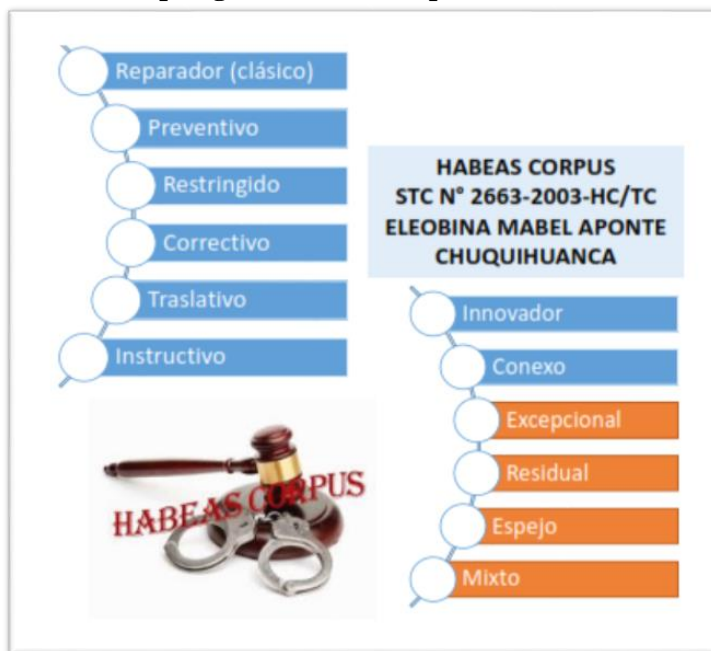 Reparador (clásico)
Preventivo
Restringido
Correctivo
Traslativo
Instructivo
HABEAS CORPUS
STC N° 2663-2003-HC/TC
ELEOBINA MABEL APONTE
CHUQUIHUANCA
Innovador
Conexo
Excepcional
Residual
Espejo
Mixto
HABEAS CORPUS